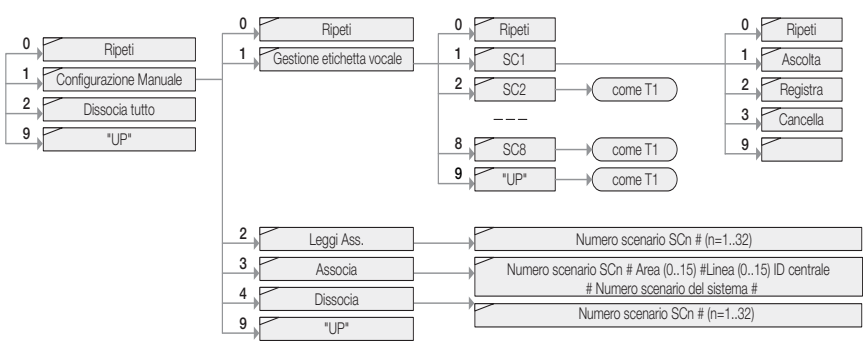 0 Ripeti
1 Configurazione Manuale
2 Dissocia tutto
9 "UP"
0 Ripeti
1 Gestione etichetta vocale
0 Ripeti
1 SC1
2 SC2 come T1
---
8 SC8 come T1
9 "UP" come T1
0 Ripeti
1 Ascolta
2 Registra
3 Cancella
9
2 Leggi Ass. Numero scenario SCn # (n=1..32)
3 Associa Numero scenario SCn # Area (0..15) #Linea (0..15) ID centrale
# Numero scenario del sistema #
4 Dissocia Numero scenario SCn # (n=1..32)
9 "UP"